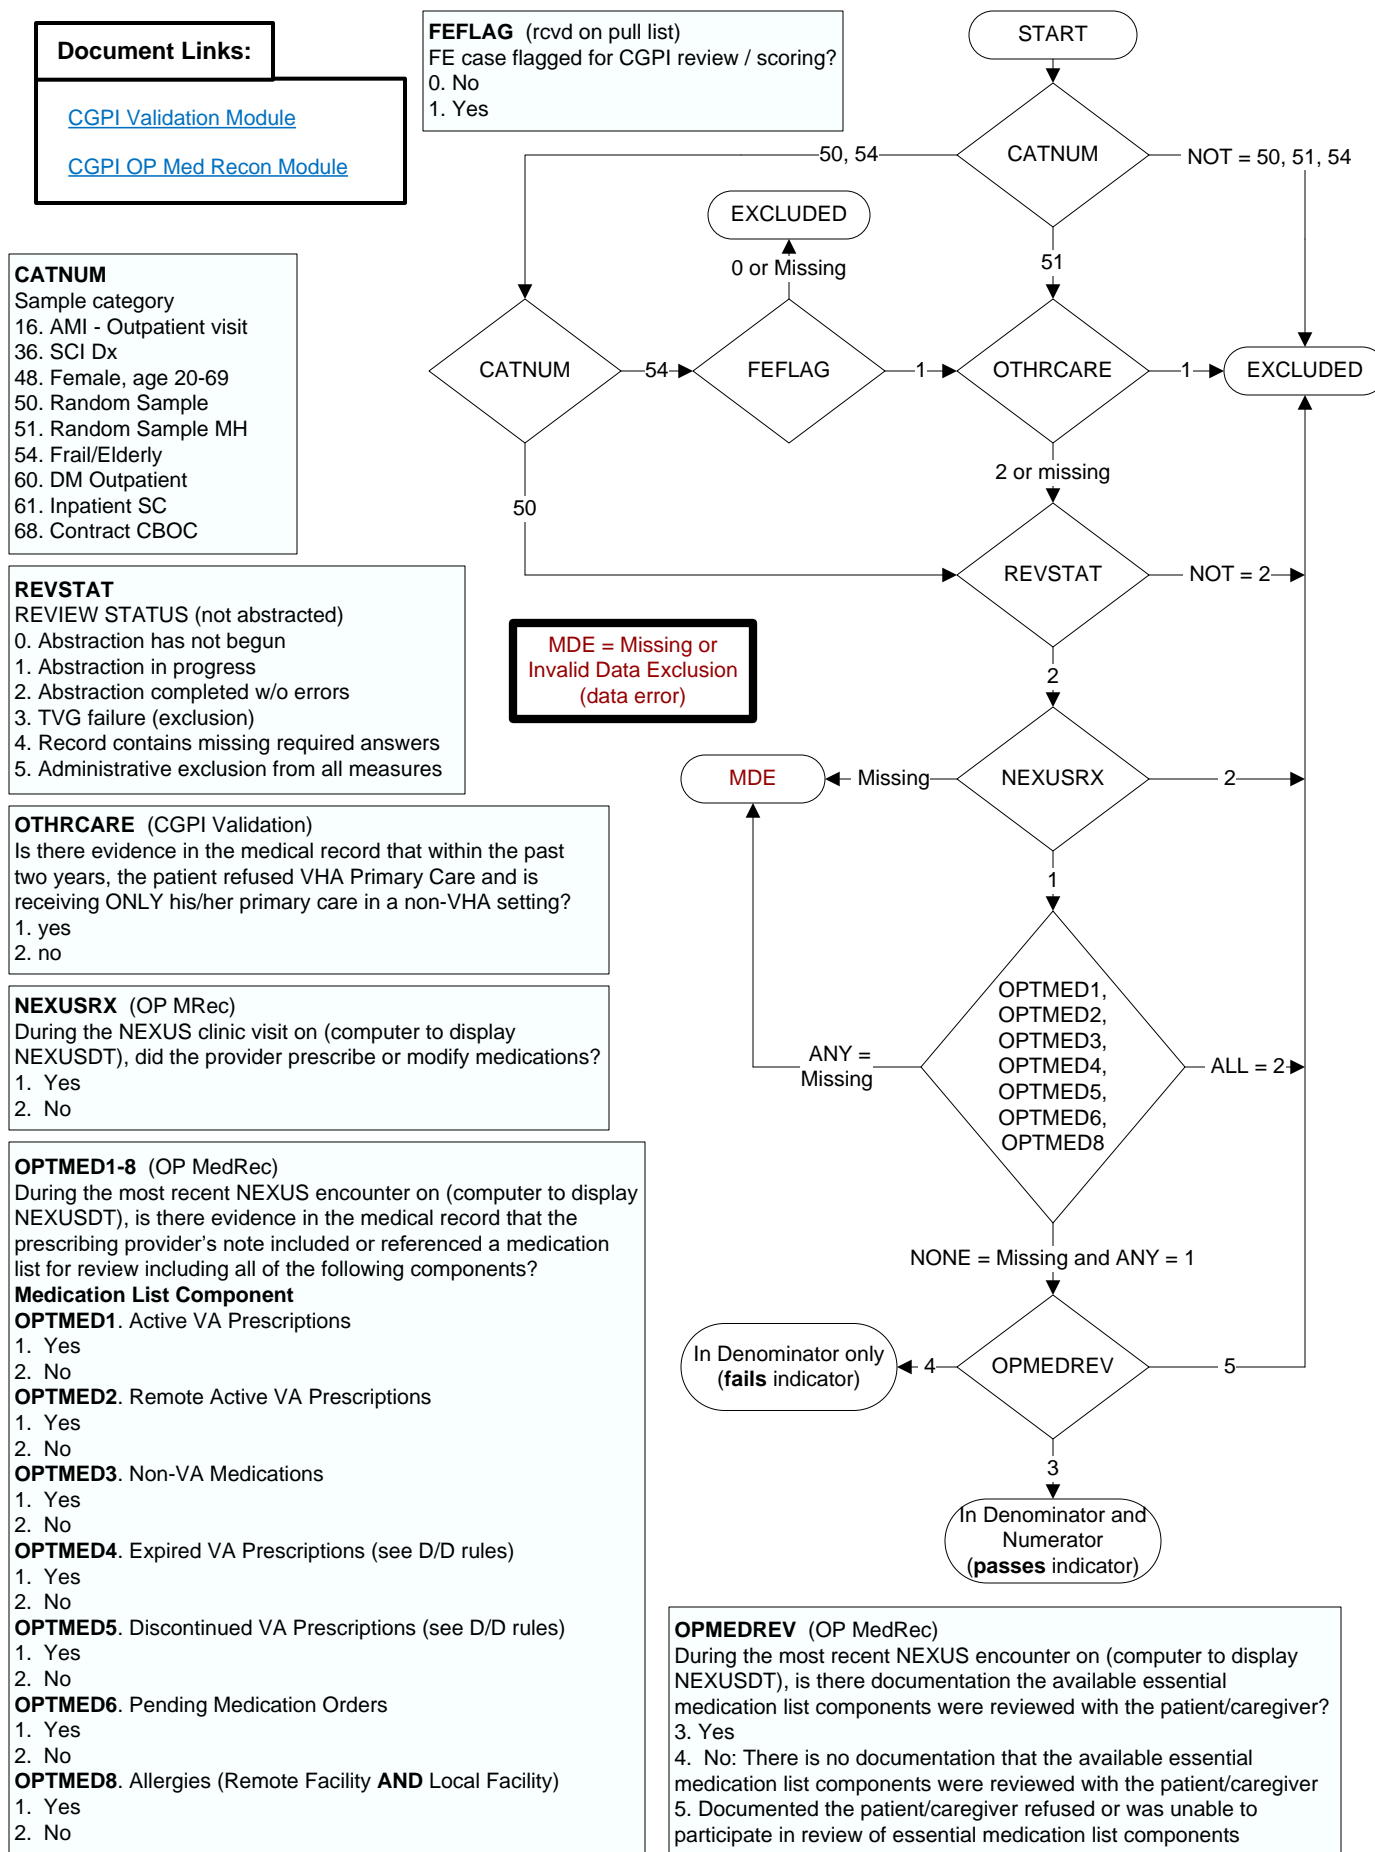 Document Links:
CGPI Validation Module
CGPI OP Med Recon Module
FEFLAG (rcvd on pull list)
FE case flagged for CGPI review / scoring?
0. No
1. Yes
START
CATNUM
50, 54
NOT = 50, 51, 54
51
EXCLUDED
0 or Missing
CATNUM
54
FEFLAG
1
OTHRCARE
1
EXCLUDED
2 or missing
50
REVSTAT
NOT = 2
2
MDE = Missing or
Invalid Data Exclusion
(data error)
MDE
Missing
NEXUSRX
2
1
OPTMED1,
OPTMED2,
OPTMED3,
OPTMED4,
OPTMED5,
OPTMED6,
OPTMED8
ANY =
Missing
ALL = 2
NONE = Missing and ANY = 1
In Denominator only
(fails indicator)
4
OPMEDREV
5
3
In Denominator and
Numerator
(passes indicator)
CATNUM
Sample category
16. AMI - Outpatient visit
36. SCI Dx
48. Female, age 20-69
50. Random Sample
51. Random Sample MH
54. Frail/Elderly
60. DM Outpatient
61. Inpatient SC
68. Contract CBOC
REVSTAT
REVIEW STATUS (not abstracted)
0. Abstraction has not begun
1. Abstraction in progress
2. Abstraction completed w/o errors
3. TVG failure (exclusion)
4. Record contains missing required answers
5. Administrative exclusion from all measures
OTHRCARE (CGPI Validation)
Is there evidence in the medical record that within the past
two years, the patient refused VHA Primary Care and is
receiving ONLY his/her primary care in a non-VHA setting?
1. yes
2. no
NEXUSRX (OP MRec)
During the NEXUS clinic visit on (computer to display
NEXUSDT), did the provider prescribe or modify medications?
1. Yes
2. No
OPTMED1-8 (OP MedRec)
During the most recent NEXUS encounter on (computer to display
NEXUSDT), is there evidence in the medical record that the
prescribing provider's note included or referenced a medication
list for review including all of the following components?
Medication List Component
OPTMED1. Active VA Prescriptions
1. Yes
2. No
OPTMED2. Remote Active VA Prescriptions
1. Yes
2. No
OPTMED3. Non-VA Medications
1. Yes
2. No
OPTMED4. Expired VA Prescriptions (see D/D rules)
1. Yes
2. No
OPTMED5. Discontinued VA Prescriptions (see D/D rules)
1. Yes
2. No
OPTMED6. Pending Medication Orders
1. Yes
2. No
OPTMED8. Allergies (Remote Facility AND Local Facility)
1. Yes
2. No
OPMEDREV (OP MedRec)
During the most recent NEXUS encounter on (computer to display
NEXUSDT), is there documentation the available essential
medication list components were reviewed with the patient/caregiver?
3. Yes
4. No: There is no documentation that the available essential
medication list components were reviewed with the patient/caregiver
5. Documented the patient/caregiver refused or was unable to
participate in review of essential medication list components